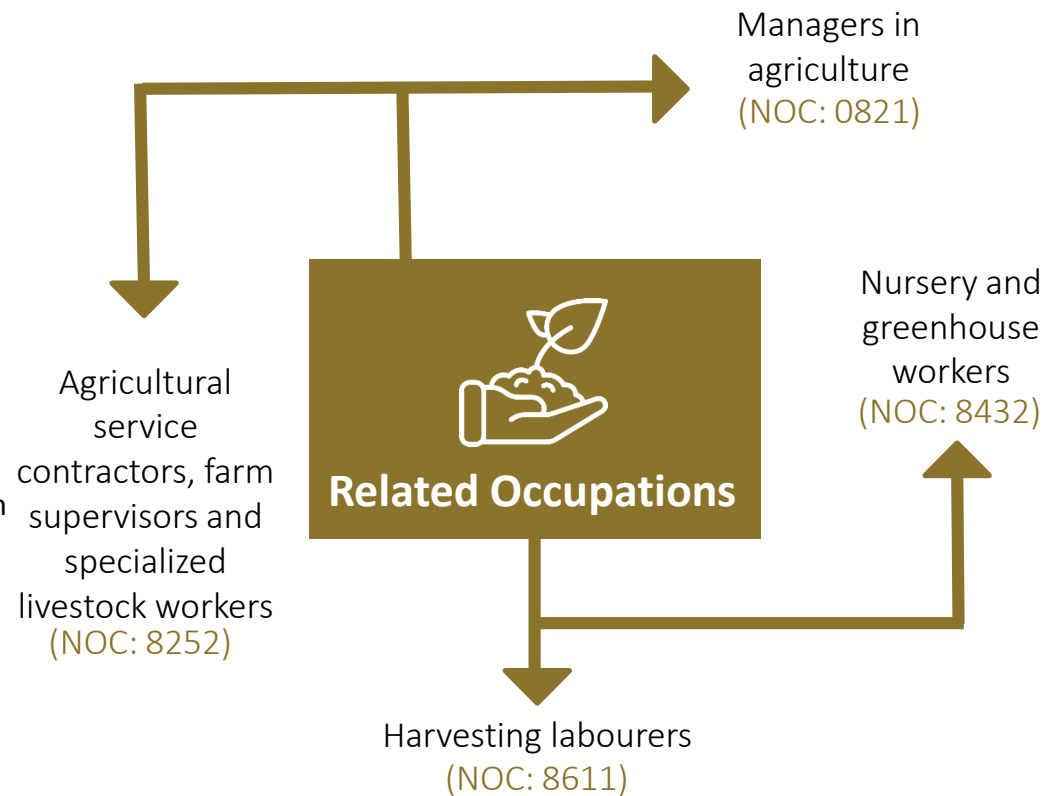 Managers in
agriculture
(NOC: 0821)
Nursery and
greenhouse
workers
(NOC: 8432)
Agricultural
service
contractors, farm
supervisors and
specialized
livestock workers
(NOC: 8252)
Related Occupations
Harvesting labourers
(NOC: 8611)